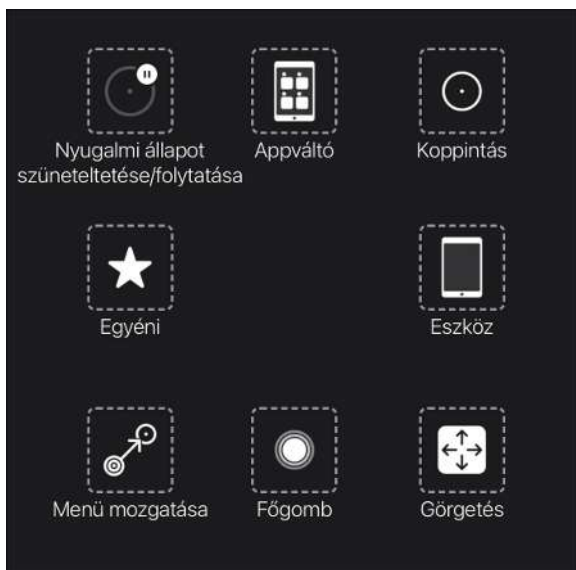 Nyugalmi állapot
szüneteltetése/folytatása
Appváltó
Koppintás
Egyéni
Eszköz
Menü mozgatása
Főgomb
Görgetés